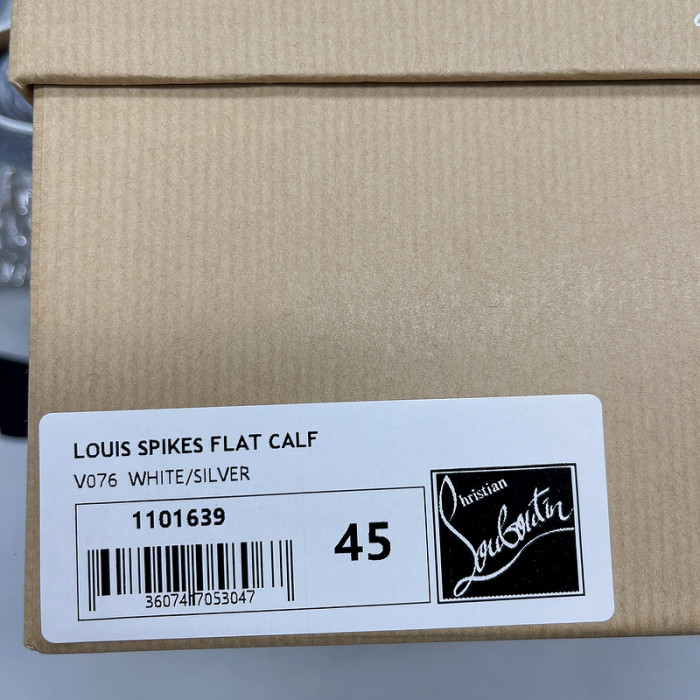 LOUIS SPIKES FLAT CALF
V076 WHITE/SILVER
1101639
3607417053047
45
Christian
Louboutin